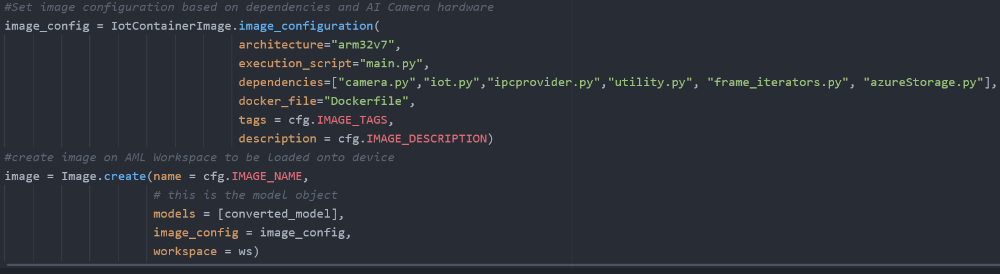 #Set image configuration based on dependencies and AI Camera hardware
image_config = IotContainerImage.image_configuration(
architecture="arm32v7",
execution_script="main.py",
dependencies=["camera.py","iot.py","ipcprovider.py","utility.py", "frame_iterators.py", "azureStorage.py"],
docker_file="Dockerfile",
tags = cfg.IMAGE_TAGS,
description = cfg.IMAGE_DESCRIPTION)
#create image on AML Workspace to be loaded onto device
image = Image.create(name = cfg.IMAGE_NAME,
# this is the model object
models = [converted_model],
image_config = image_config,
workspace = ws)